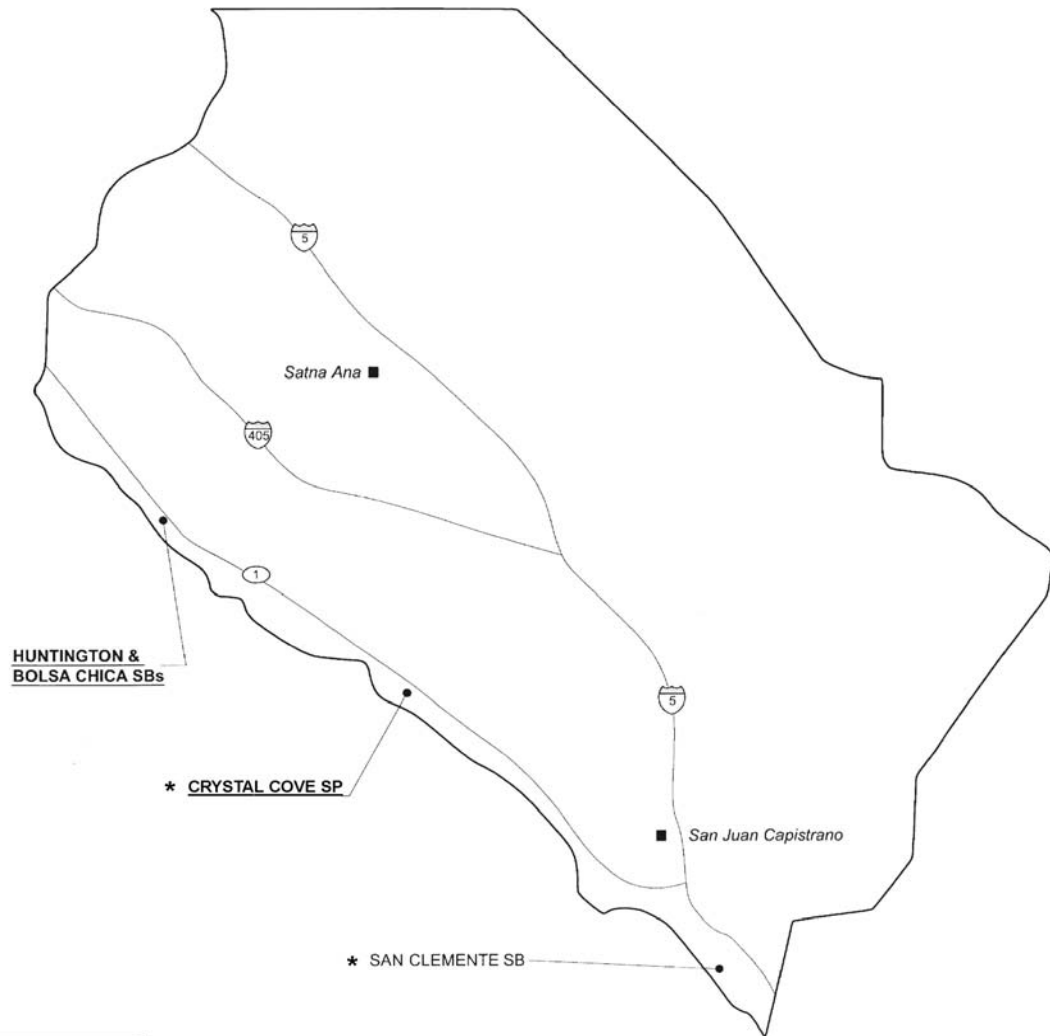 5
Satna Ana
405
1
HUNTINGTON &
BOLSA CHICA SBs
5
* CRYSTAL COVE SP
San Juan Capistrano
* SAN CLEMENTE SB